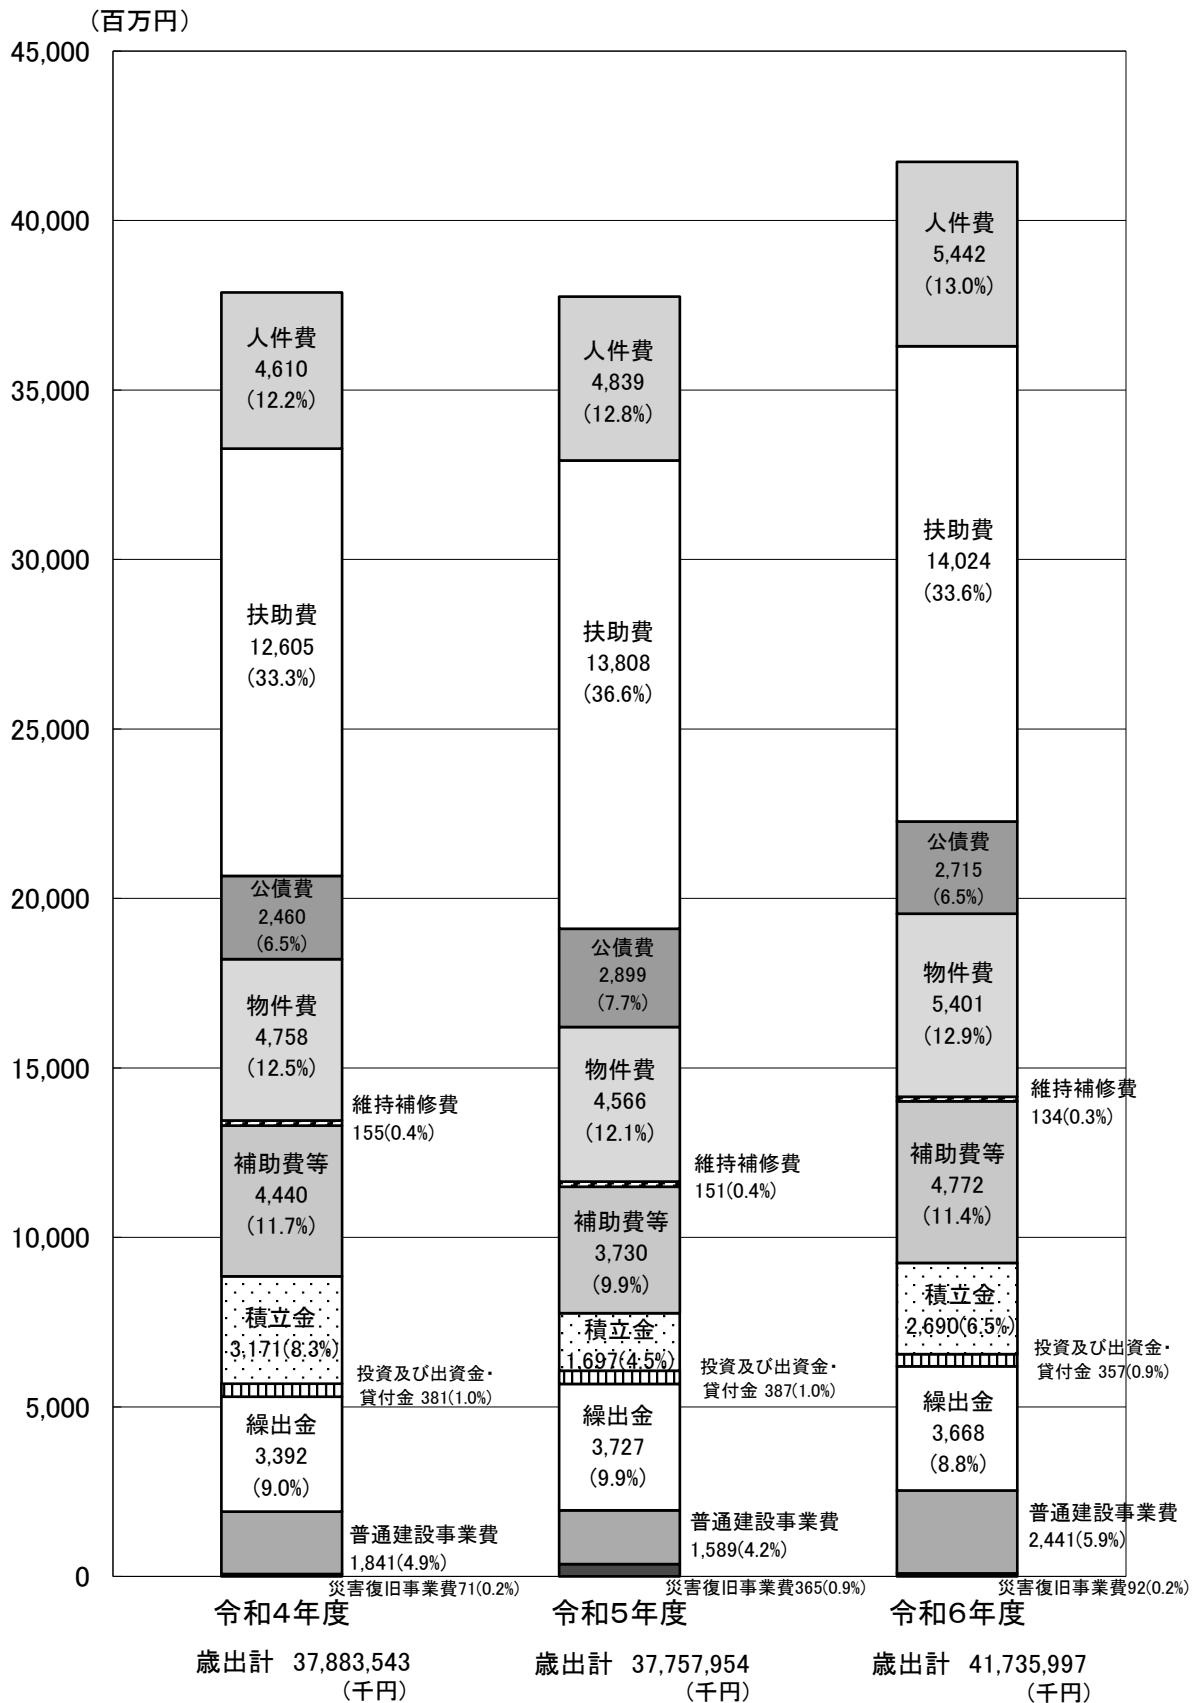 （百万円）
45,000
40,000
35,000
30,000
25,000
20,000
15,000
10,000
5,000
0
人件費
4,610
(12.2%)
扶助費
12,605
(33.3%)
公債費
2,460
(6.5%)
物件費
4,758
(12.5%)
維持補修費
155(0.4%)
補助費等
4,440
(11.7%)
積立金
3,171(8.3%)
投資及び出資金・
貸付金 381(1.0%)
繰出金
3,392
(9.0%)
普通建設事業費
1,841(4.9%)
災害復旧事業費71(0.2%)
令和4年度
歳出計 37,883,543
（千円）
人件費
4,839
(12.8%)
扶助費
13,808
(36.6%)
公債費
2,899
(7.7%)
物件費
4,566
(12.1%)
維持補修費
151(0.4%)
補助費等
3,730
(9.9%)
積立金
1,697(4.5%)
投資及び出資金・
貸付金 387(1.0%)
繰出金
3,727
(9.9%)
普通建設事業費
1,589(4.2%)
災害復旧事業費365(0.9%)
令和5年度
歳出計 37,757,954
（千円）
人件費
5,442
(13.0%)
扶助費
14,024
(33.6%)
公債費
2,715
(6.5%)
物件費
5,401
(12.9%)
維持補修費
134(0.3%)
補助費等
4,772
(11.4%)
積立金
2,690(6.5%)
投資及び出資金・
貸付金 357(0.9%)
繰出金
3,668
(8.8%)
普通建設事業費
2,441(5.9%)
災害復旧事業費92(0.2%)
令和6年度
歳出計 41,735,997
（千円）